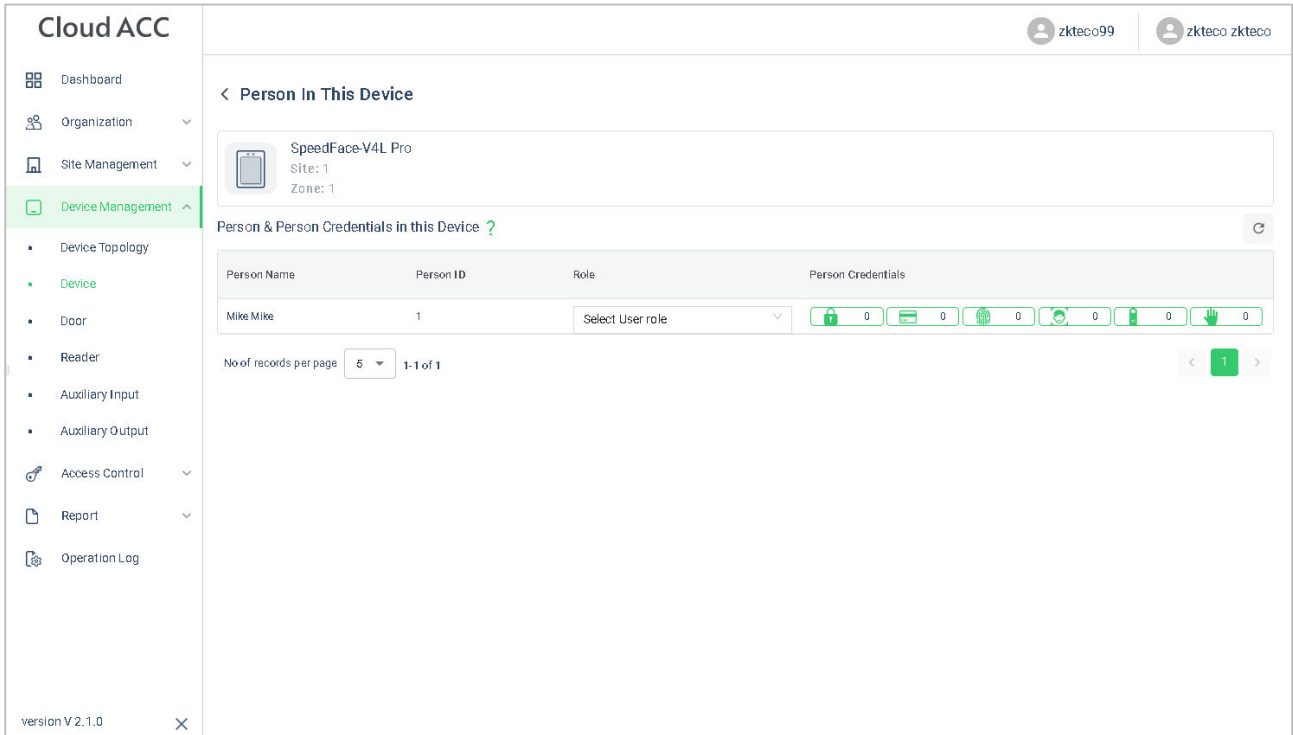 Cloud ACC
zkteco99
zkteco zkteco
Dashboard
Organization
Site Management
Device Management
Device Topology
Device
Door
Reader
Auxiliary Input
Auxiliary Output
Access Control
Report
Operation Log
version V 2.1.0
Person In This Device
SpeedFace-V4L Pro
Site: 1
Zone: 1
Person & Person Credentials in this Device ?
Person Name Person ID Role Person Credentials
Mike Mike 1 Select User role 0 0 0 0 0 0
No of records per page 5 1-1 of 1 < 1 >